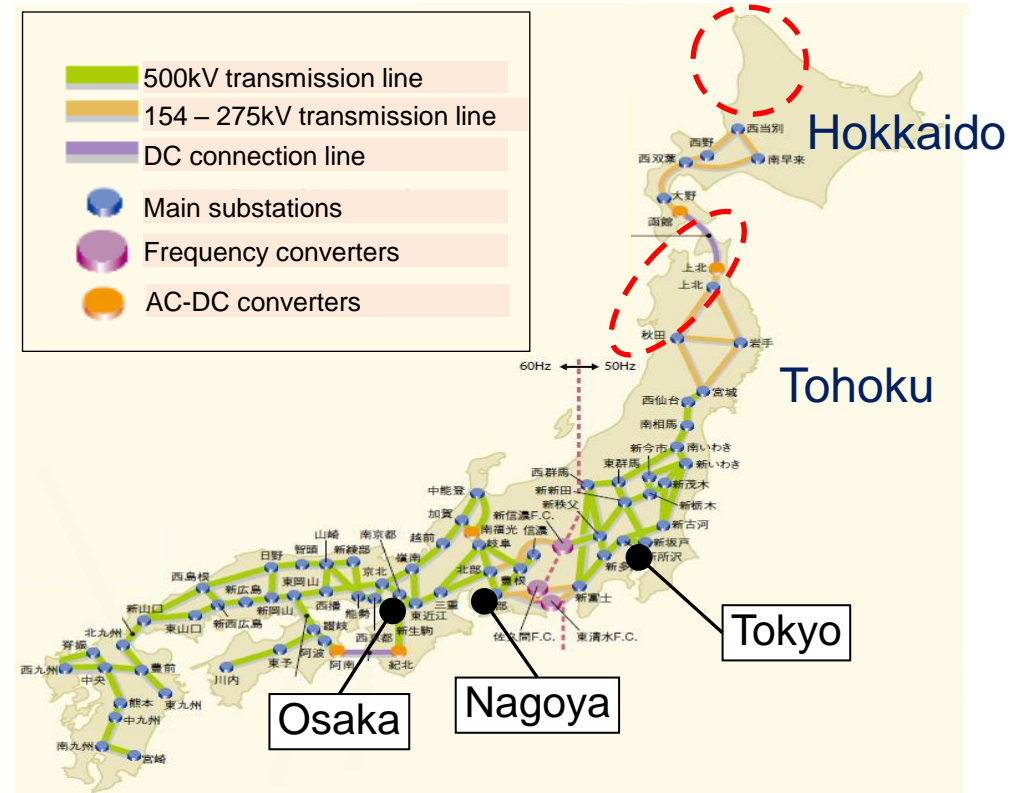 500kV transmission line
154 – 275kV transmission line
DC connection line
Main substations
Frequency converters
AC-DC converters
Hokkaido
西当別
西野
西双葉
南早来
大野
函館
上北
上北
秋田
岩手
60Hz
50Hz
Tohoku
宮城
西仙台
南相馬
新今市
南いわき
西群馬
東群馬
新いわき
新茂木
新新田
新栃木
中能登
加賀
新秩父
新信濃F.C.
南福光
信濃
新古河
山崎
南京都
越前
岐阜
新坂戸
新所沢
日野
智頭
新綾部
嶺南
北部
豊根
新多
西島根
東岡山
京北
新富士
新広島
新岡山
西播
能勢
東近江
三重
部
新山口
東山口
新西広島
讃岐
西京都
新生駒
佐久間F.C.
東清水F.C.
北九州
脊振
東予
阿波
阿南
紀北
西九州
中央
豊前
川内
Tokyo
熊本
東九州
Osaka
Nagoya
中九州
南九州
宮崎